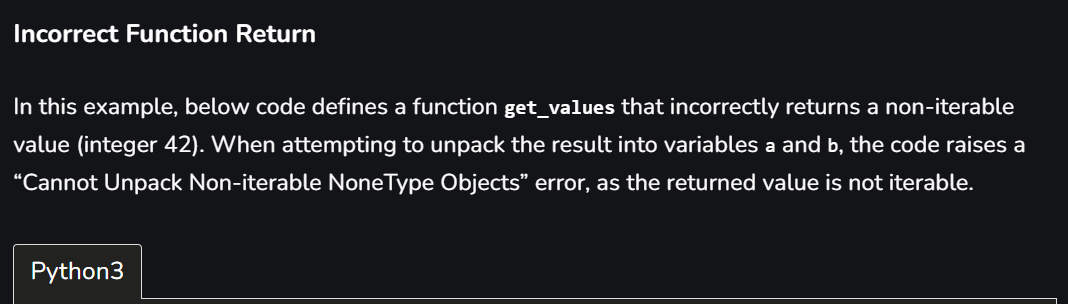 Incorrect Function Return
In this example, below code defines a function get_values that incorrectly returns a non-iterable
value (integer 42). When attempting to unpack the result into variables a and b, the code raises a
“Cannot Unpack Non-iterable NoneType Objects” error, as the returned value is not iterable.
Python3